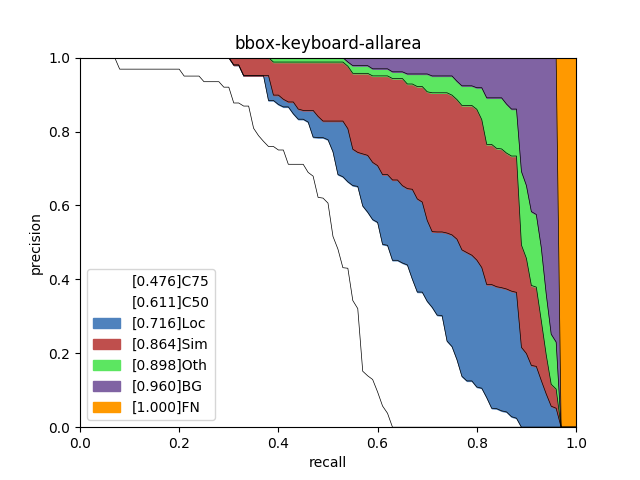 bbox-keyboard-allarea
1.0
0.8
0.6
0.4
0.2
0.0
precision
[0.476]C75
[0.611]C50
[0.716]Loc
[0.864]Sim
[0.898]Oth
[0.960]BG
[1.000]FN
0.0 0.2 0.4 0.6 0.8 1.0
recall